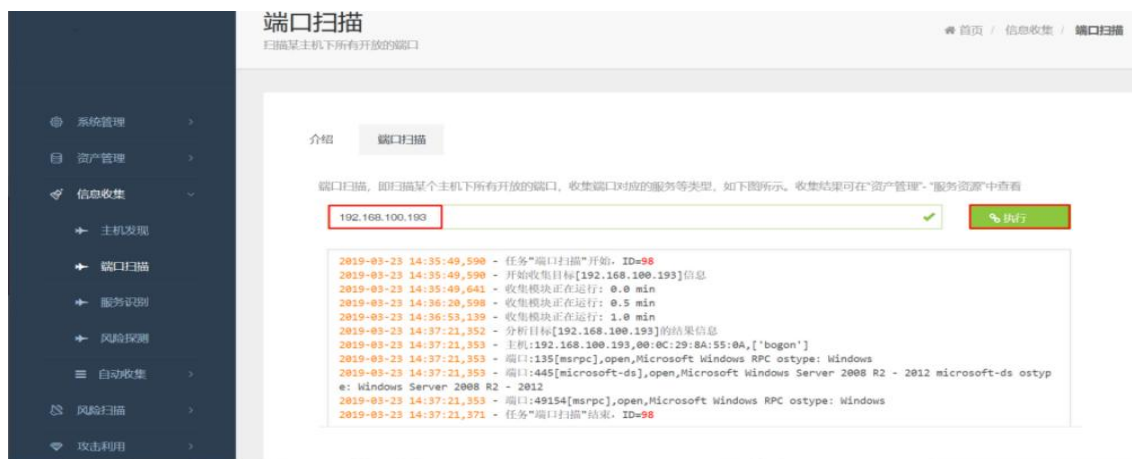 端口扫描
扫描某主机下所有开放的端口
首页 / 信息收集 / 端口扫描
系统管理
资产管理
信息收集
主机发现
端口扫描
服务识别
风险探测
自动收集
风险扫描
攻击利用
介绍 端口扫描
端口扫描，即扫描某个主机下所有开放的端口，收集端口对应的服务等类型，如下图所示。收集结果可在"资产管理"-"服务资源"中查看
192.168.100.193
执行
2019-03-23 14:35:49,590 - 任务"端口扫描"开始，ID=98
2019-03-23 14:35:49,590 - 开始收集目标[192.168.100.193]信息
2019-03-23 14:35:49,641 - 收集模块正在运行: 0.0 min
2019-03-23 14:36:20,598 - 收集模块正在运行: 0.5 min
2019-03-23 14:36:53,139 - 收集模块正在运行: 1.0 min
2019-03-23 14:37:21,352 - 分析目标[192.168.100.193]的结果信息
2019-03-23 14:37:21,353 - 主机:192.168.100.193,00:0C:29:8A:55:0A,['bogon']
2019-03-23 14:37:21,353 - 端口:135[msrpc],open,Microsoft Windows RPC ostype: Windows
2019-03-23 14:37:21,353 - 端口:445[microsoft-ds],open,Microsoft Windows Server 2008 R2 - 2012 microsoft-ds ostyp
e: Windows Server 2008 R2 - 2012
2019-03-23 14:37:21,353 - 端口:49154[msrpc],open,Microsoft Windows RPC ostype: Windows
2019-03-23 14:37:21,371 - 任务"端口扫描"结束，ID=98